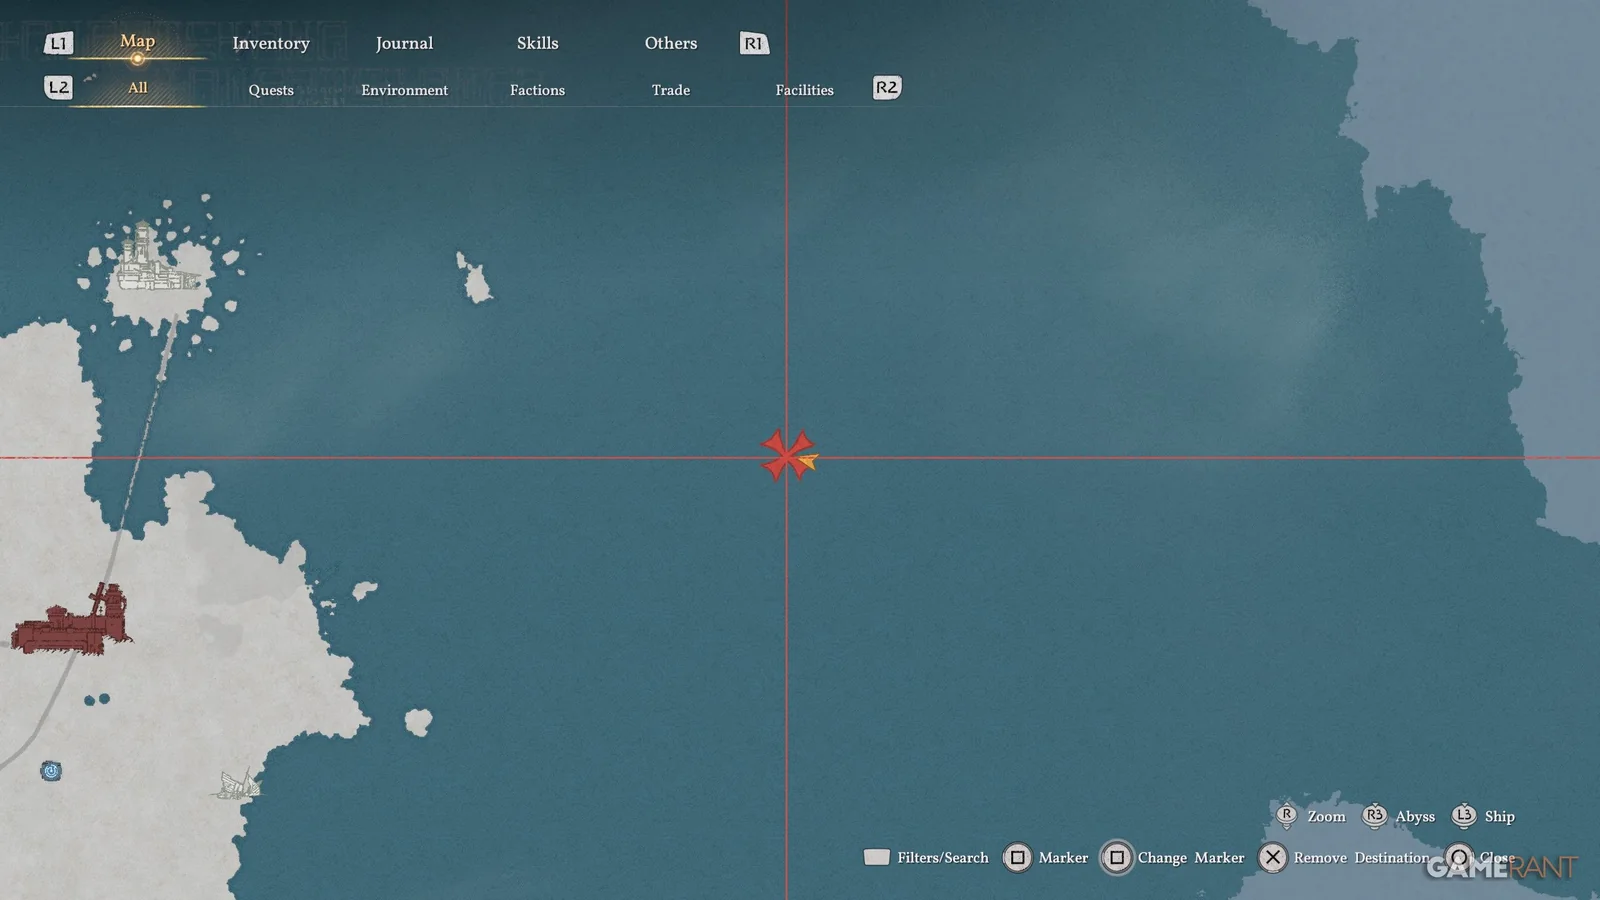 L1 Map Inventory Journal Skills Others R1
L2 All Quests Environment Factions Trade Facilities R2
R Zoom R3 Abyss L3 Ship
Filters/Search Marker Change Marker Remove Destination Close
GAMERANT